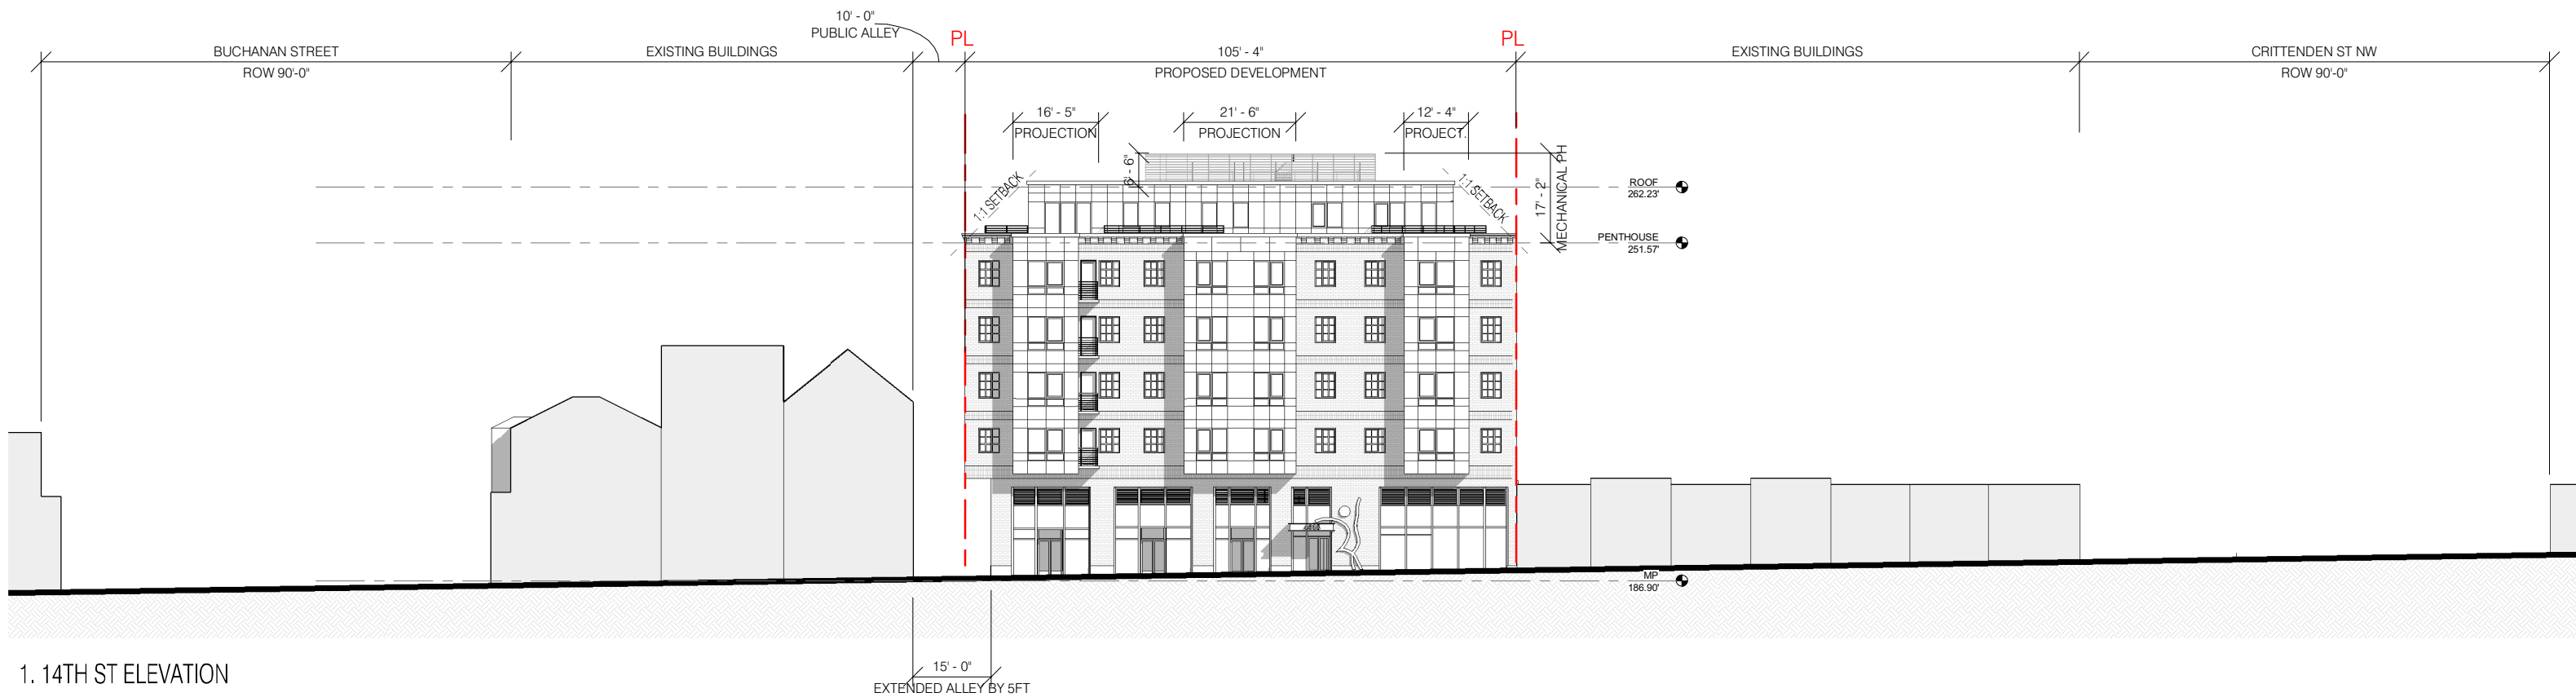 10' - 0"
PUBLIC ALLEY
PL
PL
BUCHANAN STREET
EXISTING BUILDINGS
105' - 4"
EXISTING BUILDINGS
CRITTENDEN ST NW
ROW 90'-0"
PROPOSED DEVELOPMENT
ROW 90'-0"
16' - 5"
21' - 6"
12' - 4"
PROJECTION
PROJECTION
PROJECT.
1:1 SETBACK
1:1 SETBACK
17' - 2"
MECHANICAL PH
ROOF
262.23'
PENTHOUSE
251.57'
MP
186.90'
15' - 0"
EXTENDED ALLEY BY 5FT
1. 14TH ST ELEVATION